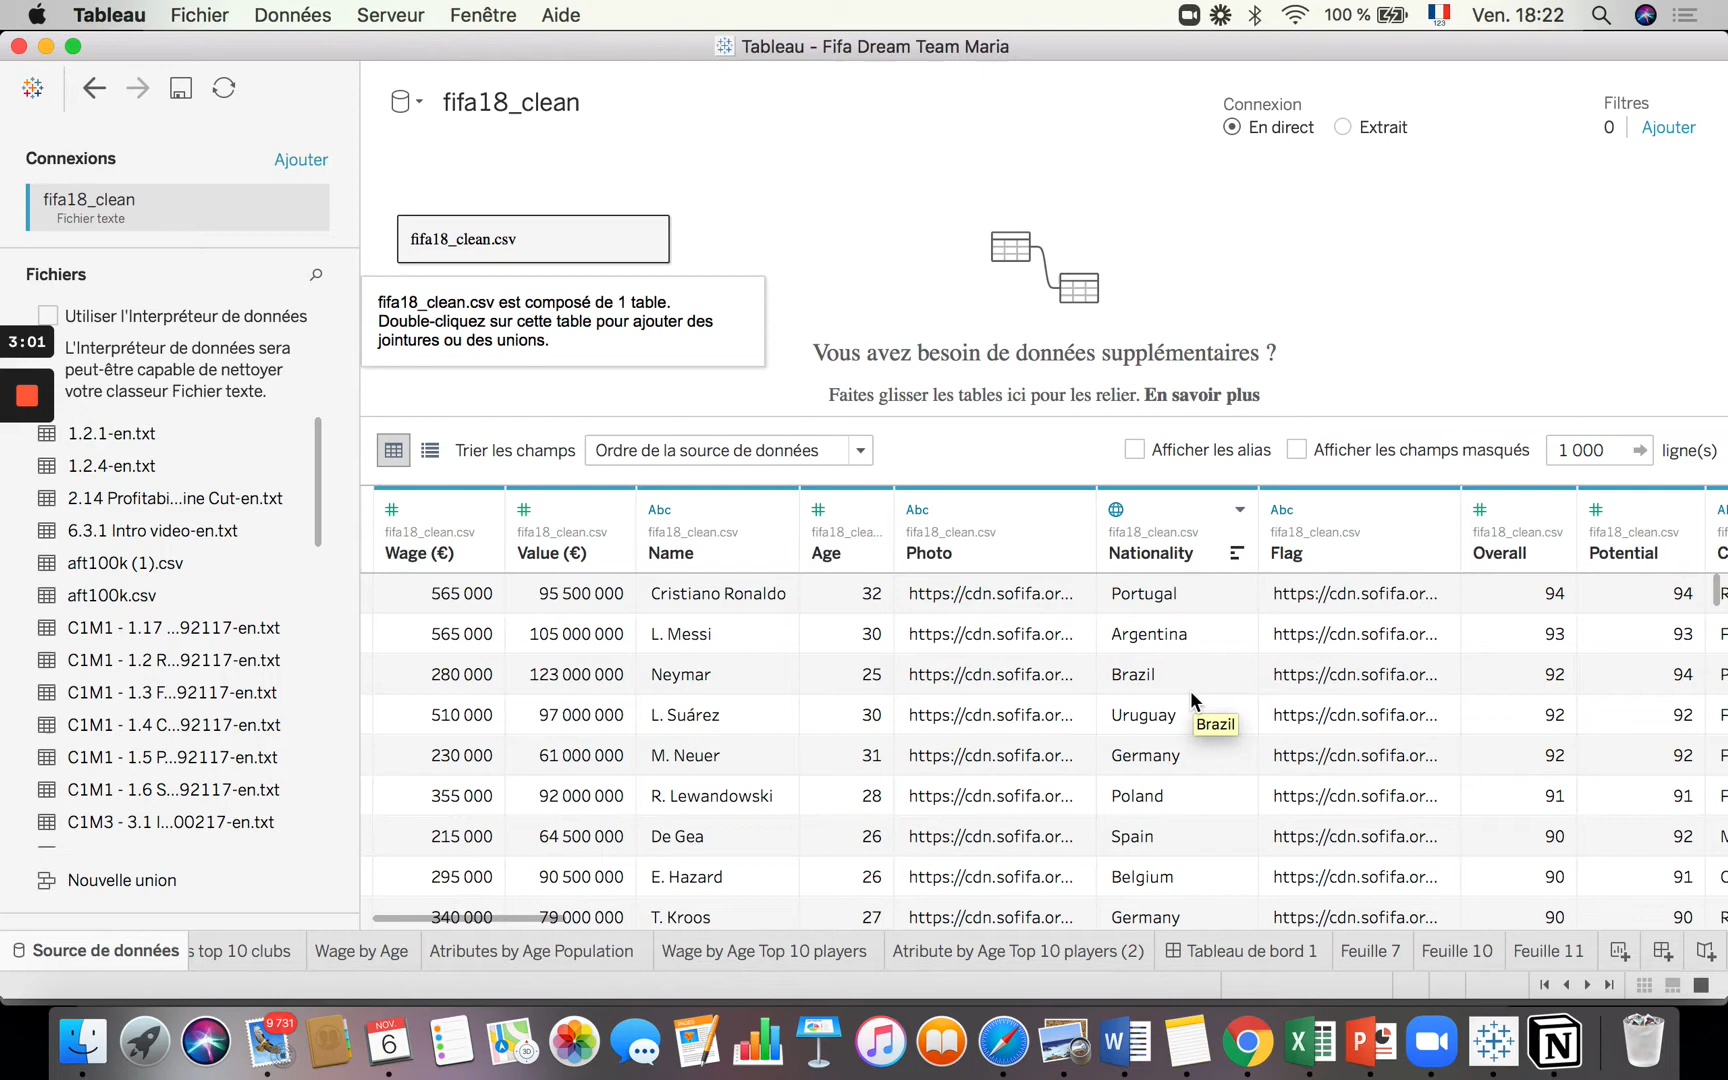 Tableau Fichier Données Serveur Fenêtre Aide 100 % 123 Ven. 18:22
Tableau - Fifa Dream Team Maria
fifa18_clean
Connexion
En direct Extrait
Filtres
0 Ajouter
Connexions Ajouter
fifa18_clean
Fichier texte
Fichiers
Utiliser l'Interpréteur de données
L'Interpréteur de données sera
peut-être capable de nettoyer
votre classeur Fichier texte.
3:01
1.2.1-en.txt
1.2.4-en.txt
2.14 Profitabi...ine Cut-en.txt
6.3.1 Intro video-en.txt
aft100k (1).csv
aft100k.csv
C1M1 - 1.17 ...92117-en.txt
C1M1 - 1.2 R...92117-en.txt
C1M1 - 1.3 F...92117-en.txt
C1M1 - 1.4 C...92117-en.txt
C1M1 - 1.5 P...92117-en.txt
C1M1 - 1.6 S...92117-en.txt
C1M3 - 3.1 I...00217-en.txt
Nouvelle union
fifa18_clean.csv
fifa18_clean.csv est composé de 1 table.
Double-cliquez sur cette table pour ajouter des
jointures ou des unions.
Vous avez besoin de données supplémentaires ?
Faites glisser les tables ici pour les relier. En savoir plus
Trier les champs Ordre de la source de données Afficher les alias Afficher les champs masqués 1 000 ligne(s)
# # Abc # Abc Abc # #
fifa18_clean.csv fifa18_clean.csv fifa18_clean.csv fifa18_clea... fifa18_clean.csv fifa18_clean.csv fifa18_clean.csv fifa18_clean.csv fifa18_clean.csv
Wage (€) Value (€) Name Age Photo Nationality Flag Overall Potential
565 000 95 500 000 Cristiano Ronaldo 32 https://cdn.sofifa.or... Portugal https://cdn.sofifa.or... 94 94
565 000 105 000 000 L. Messi 30 https://cdn.sofifa.or... Argentina https://cdn.sofifa.or... 93 93
280 000 123 000 000 Neymar 25 https://cdn.sofifa.or... Brazil https://cdn.sofifa.or... 92 94
510 000 97 000 000 L. Suárez 30 https://cdn.sofifa.or... Uruguay https://cdn.sofifa.or... 92 92
Brazil
230 000 61 000 000 M. Neuer 31 https://cdn.sofifa.or... Germany https://cdn.sofifa.or... 92 92
355 000 92 000 000 R. Lewandowski 28 https://cdn.sofifa.or... Poland https://cdn.sofifa.or... 91 91
215 000 64 500 000 De Gea 26 https://cdn.sofifa.or... Spain https://cdn.sofifa.or... 90 92
295 000 90 500 000 E. Hazard 26 https://cdn.sofifa.or... Belgium https://cdn.sofifa.or... 90 91
340 000 79 000 000 T. Kroos 27 https://cdn.sofifa.or... Germany https://cdn.sofifa.or... 90 90
Source de données s top 10 clubs Wage by Age Atributes by Age Population Wage by Age Top 10 players Atribute by Age Top 10 players (2) Tableau de bord 1 Feuille 7 Feuille 10 Feuille 11
9 731 NOV. 6 3D PAGES W X P N